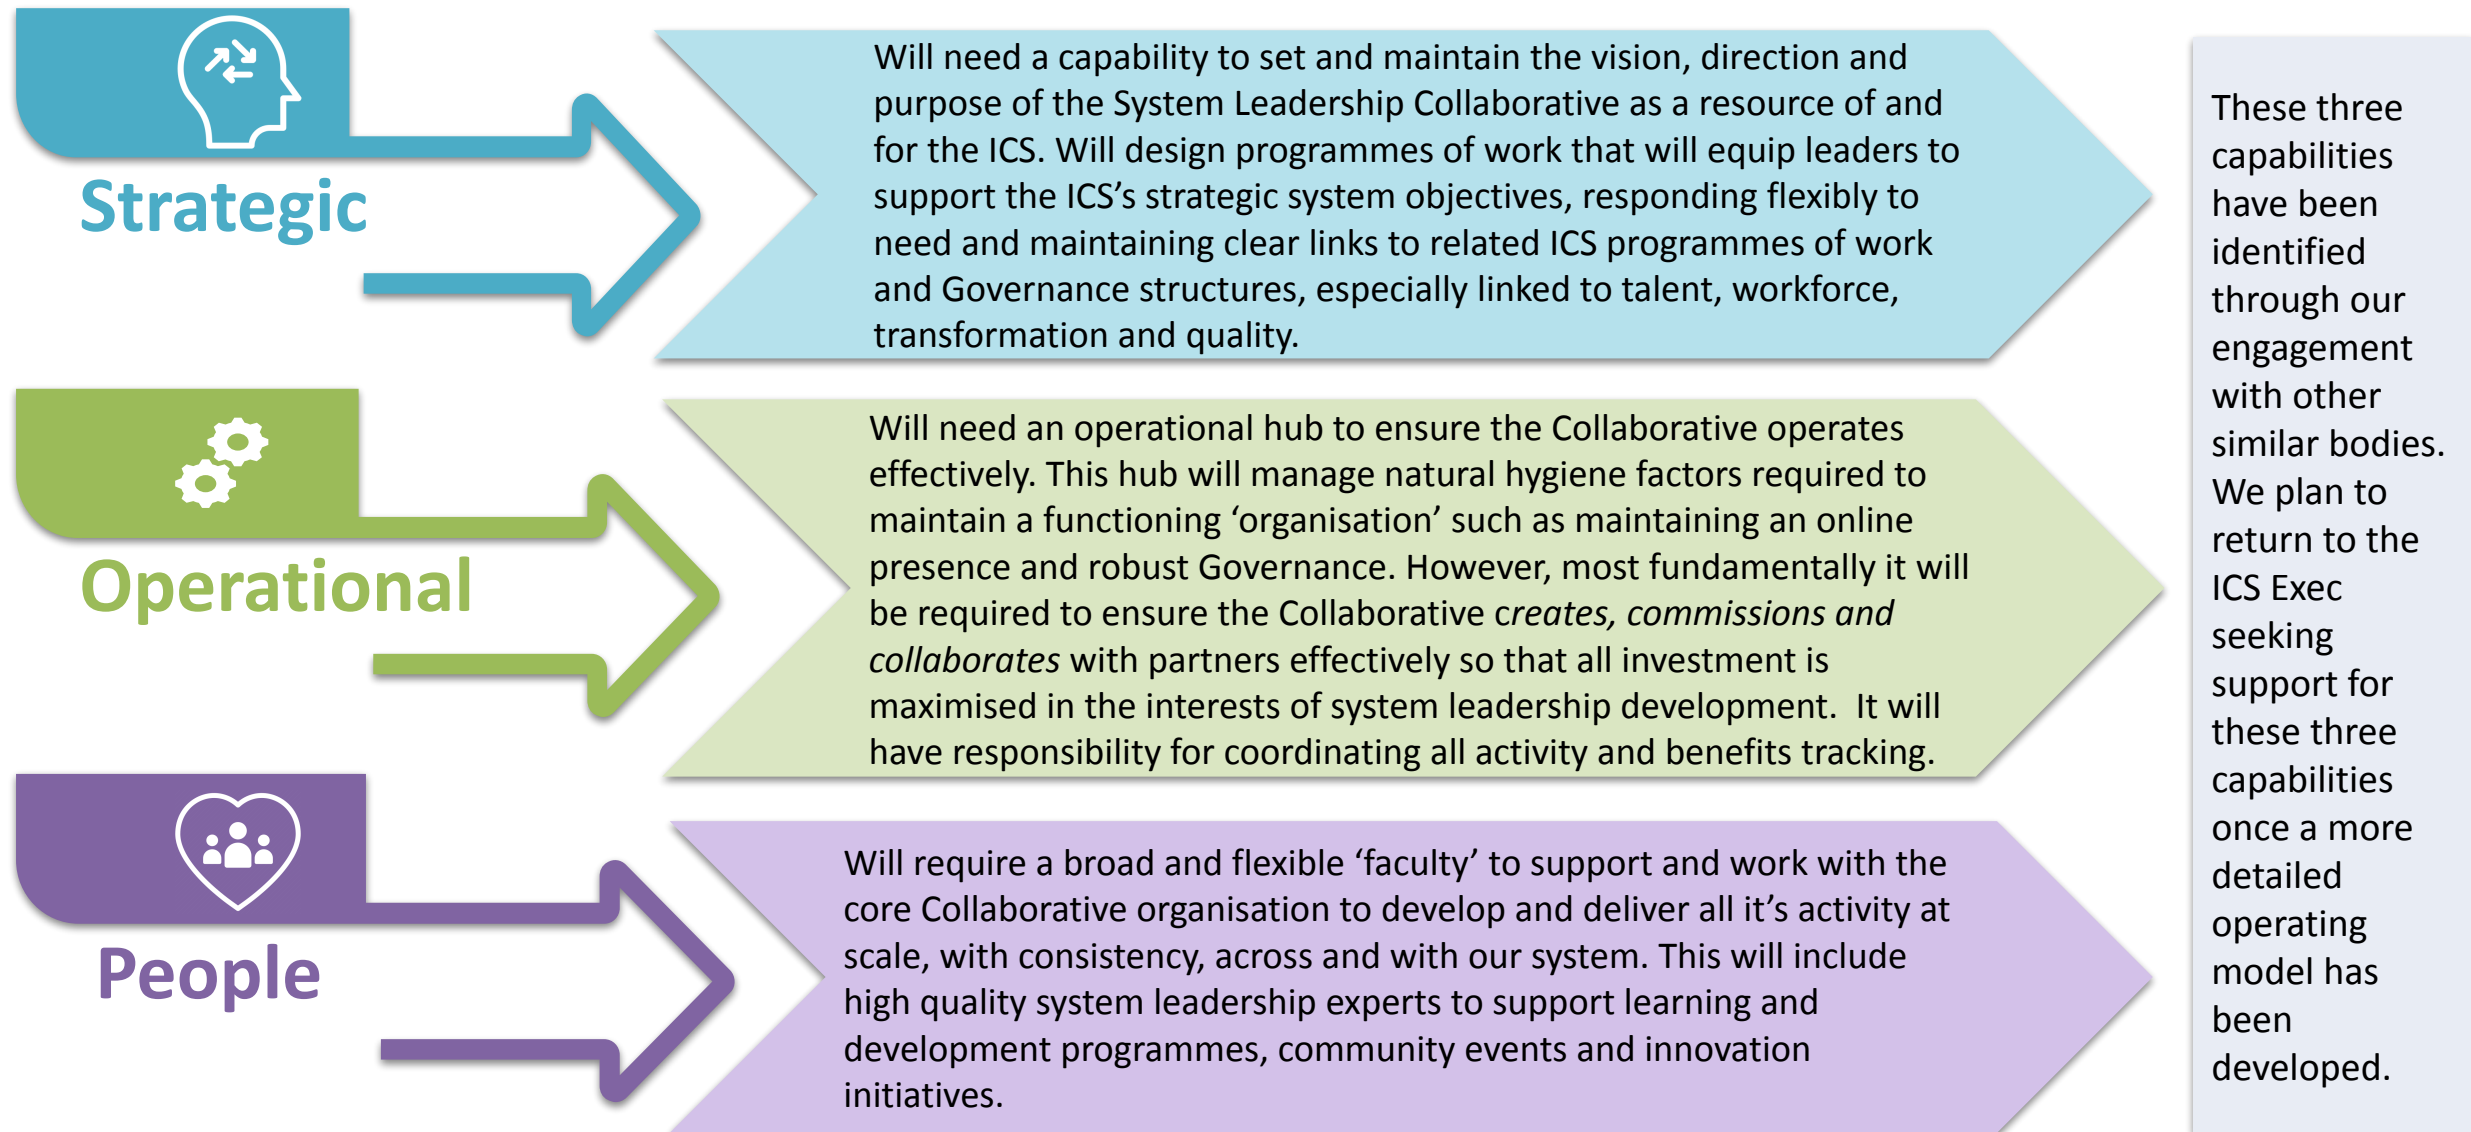 Strategic
Will need a capability to set and maintain the vision, direction and
purpose of the System Leadership Collaborative as a resource of and
for the ICS. Will design programmes of work that will equip leaders to
support the ICS’s strategic system objectives, responding flexibly to
need and maintaining clear links to related ICS programmes of work
and Governance structures, especially linked to talent, workforce,
transformation and quality.
Operational
Will need an operational hub to ensure the Collaborative operates
effectively. This hub will manage natural hygiene factors required to
maintain a functioning ‘organisation’ such as maintaining an online
presence and robust Governance. However, most fundamentally it will
be required to ensure the Collaborative creates, commissions and
collaborates with partners effectively so that all investment is
maximised in the interests of system leadership development.  It will
have responsibility for coordinating all activity and benefits tracking.
People
Will require a broad and flexible ‘faculty’ to support and work with the
core Collaborative organisation to develop and deliver all it’s activity at
scale, with consistency, across and with our system. This will include
high quality system leadership experts to support learning and
development programmes, community events and innovation
initiatives.
These three
capabilities
have been
identified
through our
engagement
with other
similar bodies.
We plan to
return to the
ICS Exec
seeking
support for
these three
capabilities
once a more
detailed
operating
model has
been
developed.